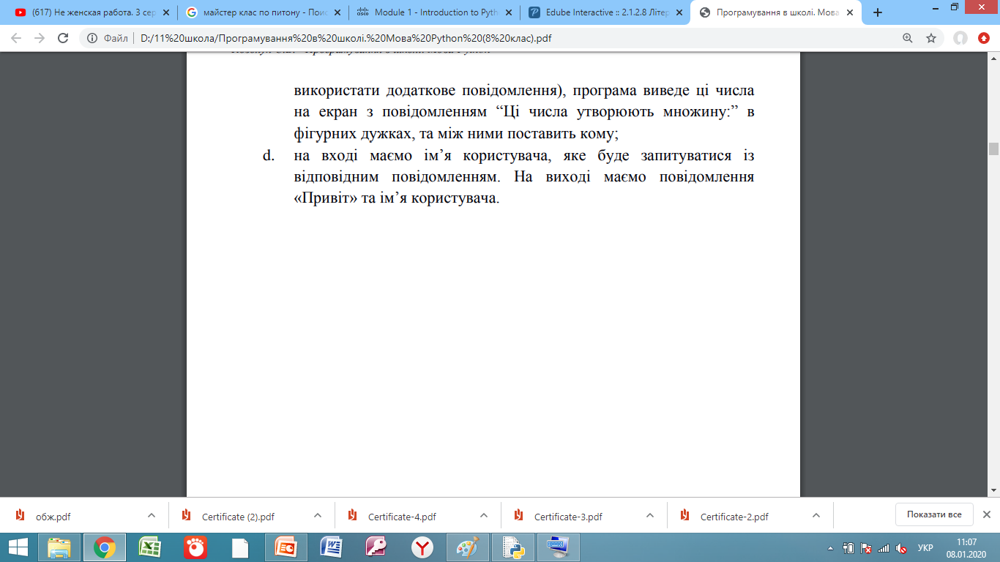 (617) Не женская работа. 3 сер
майстер клас по питону - Пои
cisco
Module 1 - Introduction to Pyth
Edube Interactive :: 2.1.2.8 Літер
Програмування в школі. Мова
Файл | D:/11%20школа/Програмування%20в%20школі.%20Мова%20Python%20(8%20клас).pdf
використати додаткове повідомлення), програма виведе ці числа
на екран з повідомленням “Ці числа утворюють множину:” в
фігурних дужках, та між ними поставить кому;
d. на вході маємо ім’я користувача, яке буде запитуватися із
відповідним повідомленням. На виході маємо повідомлення
«Привіт» та ім’я користувача.
обж.pdf
Certificate (2).pdf
Certificate-4.pdf
Certificate-3.pdf
Certificate-2.pdf
Показати все
УКР
11:07
08.01.2020